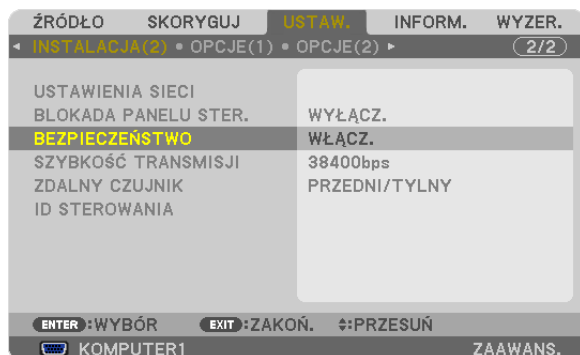 ŹRÓDŁO SKORYGUJ USTAW. INFORM. WYZER.
◂ INSTALACJA(2) • OPCJE(1) • OPCJE(2) ▸ 2/2
USTAWIENIA SIECI
BLOKADA PANELU STER. WYŁĄCZ.
BEZPIECZEŃSTWO WŁĄCZ.
SZYBKOŚĆ TRANSMISJI 38400bps
ZDALNY CZUJNIK PRZEDNI/TYLNY
ID STEROWANIA
ENTER :WYBÓR EXIT :ZAKOŃ. ♦:PRZESUŃ
KOMPUTER1 ZAAWANS.